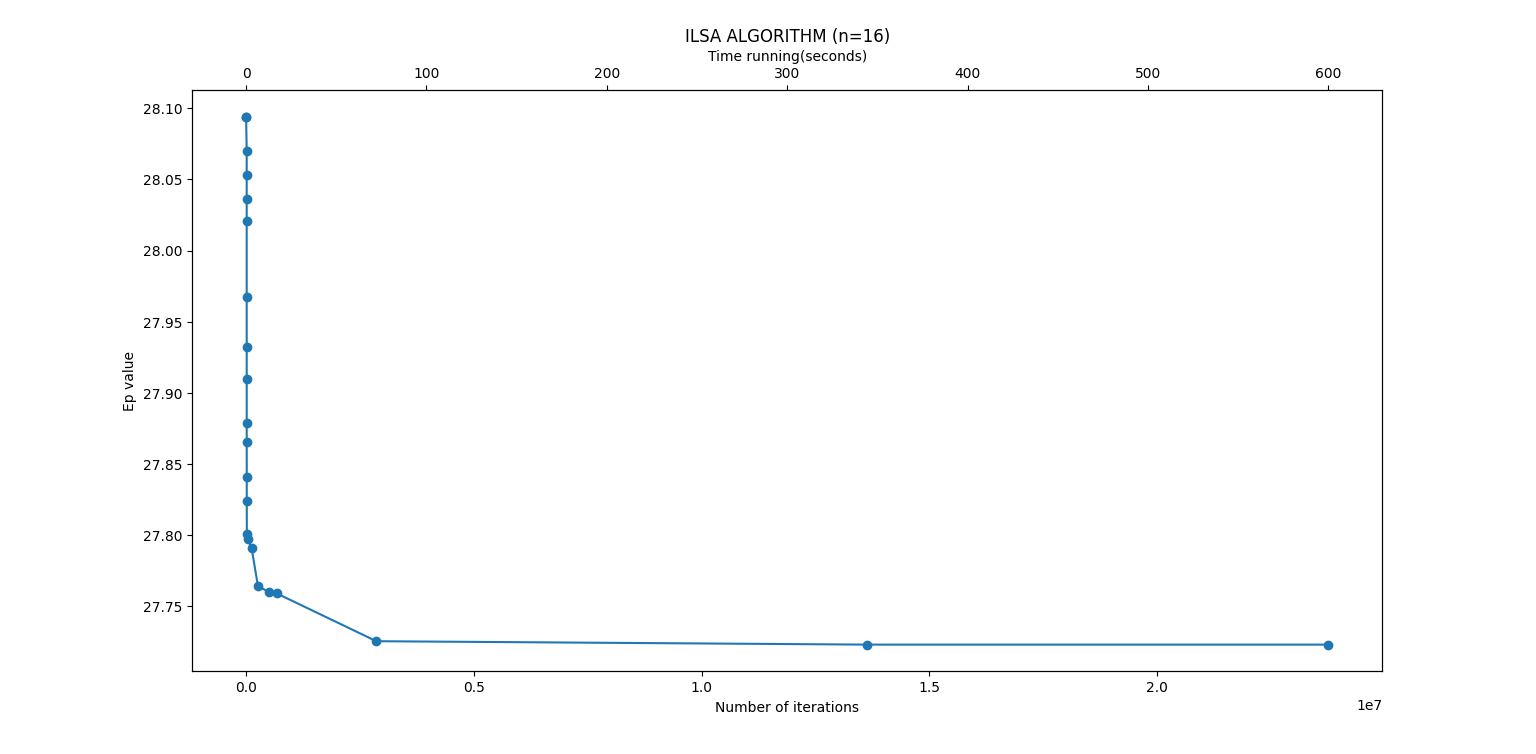 ILSA ALGORITHM (n=16)
Time running(seconds)
0 100 200 300 400 500 600
28.10
28.05
28.00
27.95
27.90
27.85
27.80
27.75
Ep value
0.0 0.5 1.0 1.5 2.0
1e7
Number of iterations